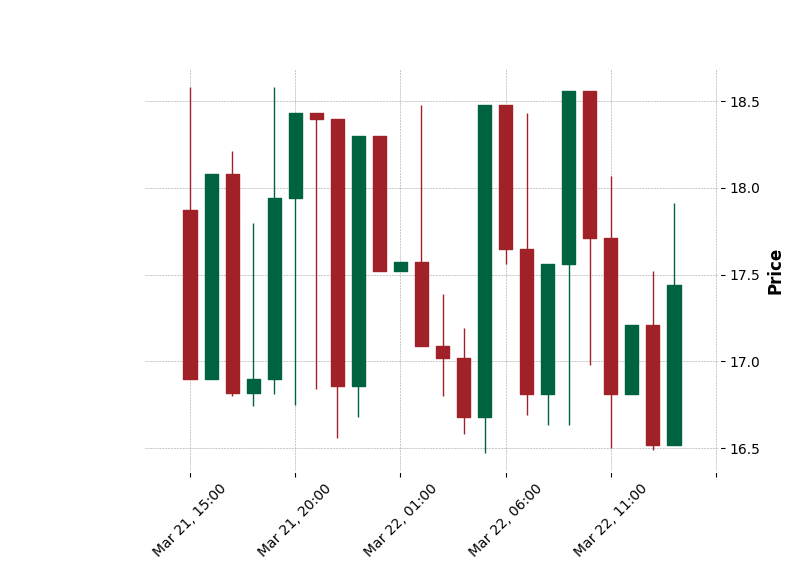 18.5
18.0
17.5
17.0
16.5
Price
Mar 21, 15:00
Mar 21, 20:00
Mar 22, 01:00
Mar 22, 06:00
Mar 22, 11:00